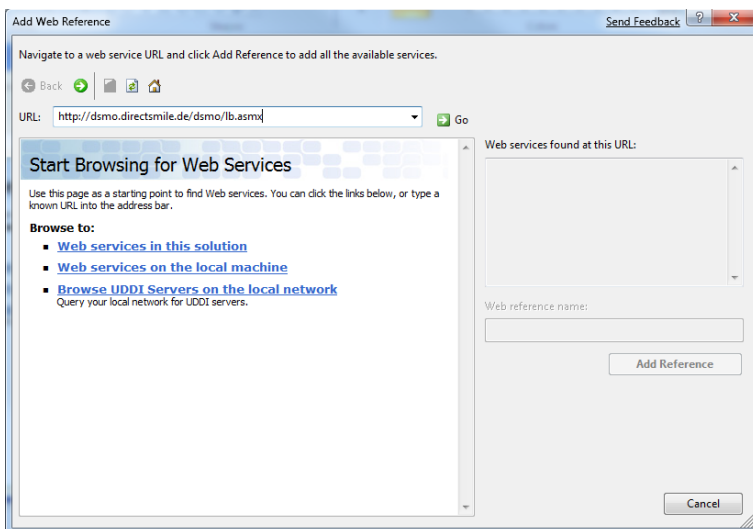 Add Web Reference
Send Feedback
Navigate to a web service URL and click Add Reference to add all the available services.
Back
URL: http://dsmo.directsmile.de/dsmo/lb.asmx Go
Start Browsing for Web Services
Use this page as a starting point to find Web services. You can click the links below, or type a
known URL into the address bar.
Browse to:
Web services in this solution
Web services on the local machine
Browse UDDI Servers on the local network
Query your local network for UDDI servers.
Web services found at this URL:
Web reference name:
Add Reference
Cancel